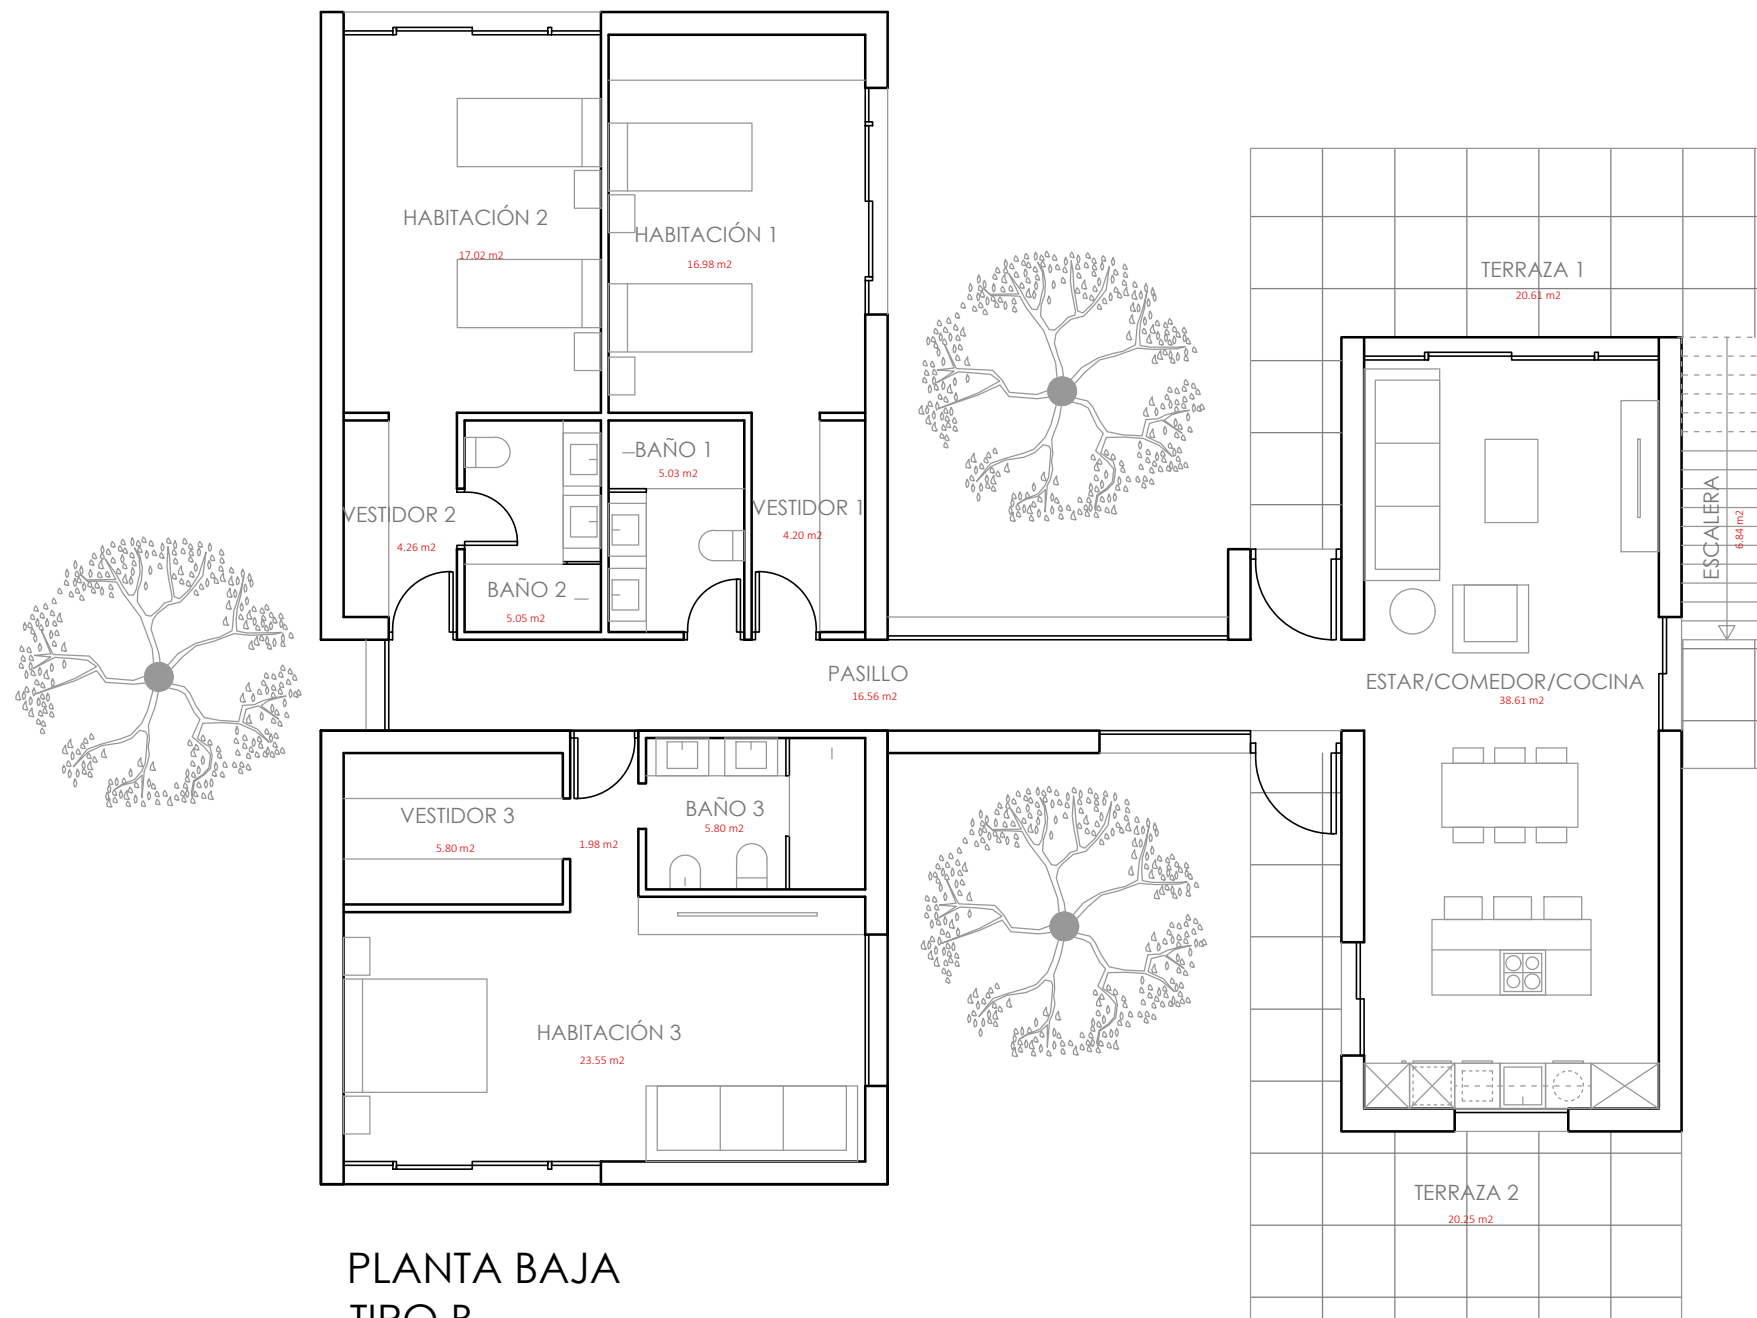 HABITACIÓN 2
17.02 m2
HABITACIÓN 1
16.98 m2
TERRAZA 1
20.61 m2
BAÑO 1
5.03 m2
VESTIDOR 2
4.26 m2
VESTIDOR 1
4.20 m2
ESCALERA
6.84 m2
BAÑO 2
5.05 m2
PASILLO
16.56 m2
ESTAR/COMEDOR/COCINA
38.61 m2
VESTIDOR 3
5.80 m2
1.98 m2
BAÑO 3
5.80 m2
HABITACIÓN 3
23.55 m2
TERRAZA 2
20.25 m2
PLANTA BAJA
TIPO B